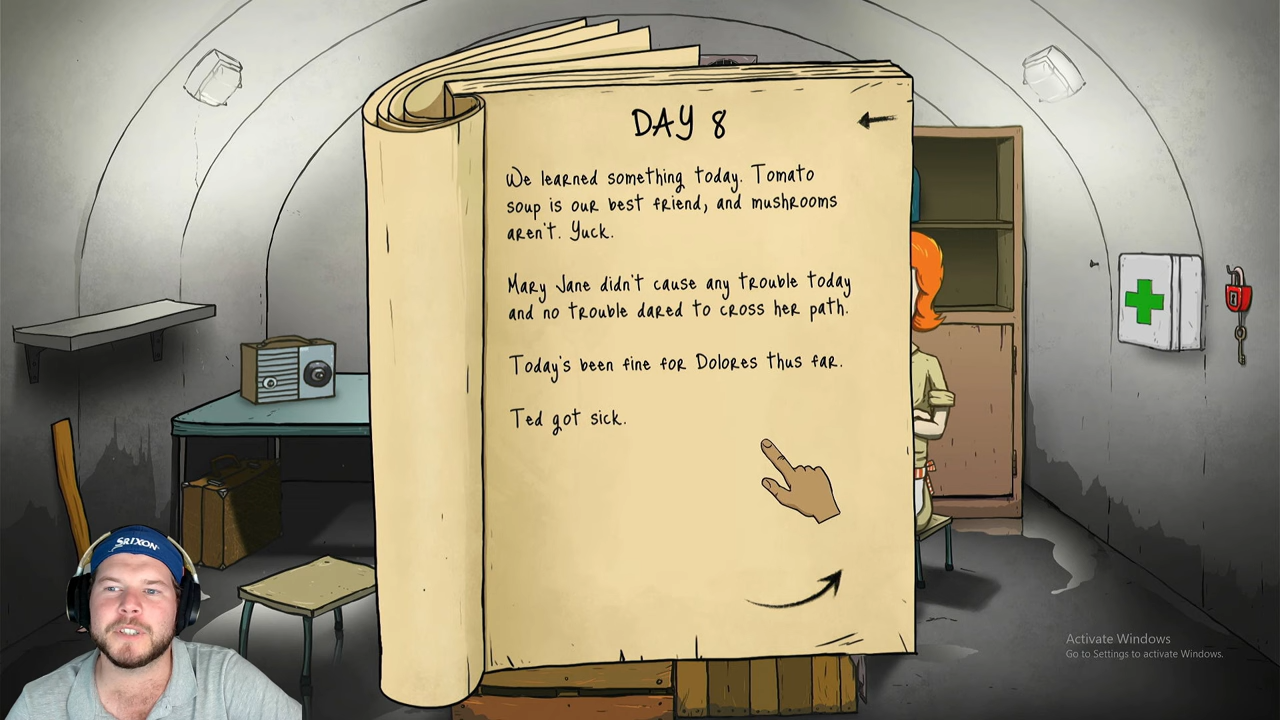 DAY 8
We learned something today. Tomato
soup is our best friend, and mushrooms
aren't. Yuck.
Mary Jane didn't cause any trouble today
and no trouble dared to cross her path.
Today's been fine for Dolores thus far.
Ted got sick.
SRIXON
Activate Windows
Go to Settings to activate Windows.